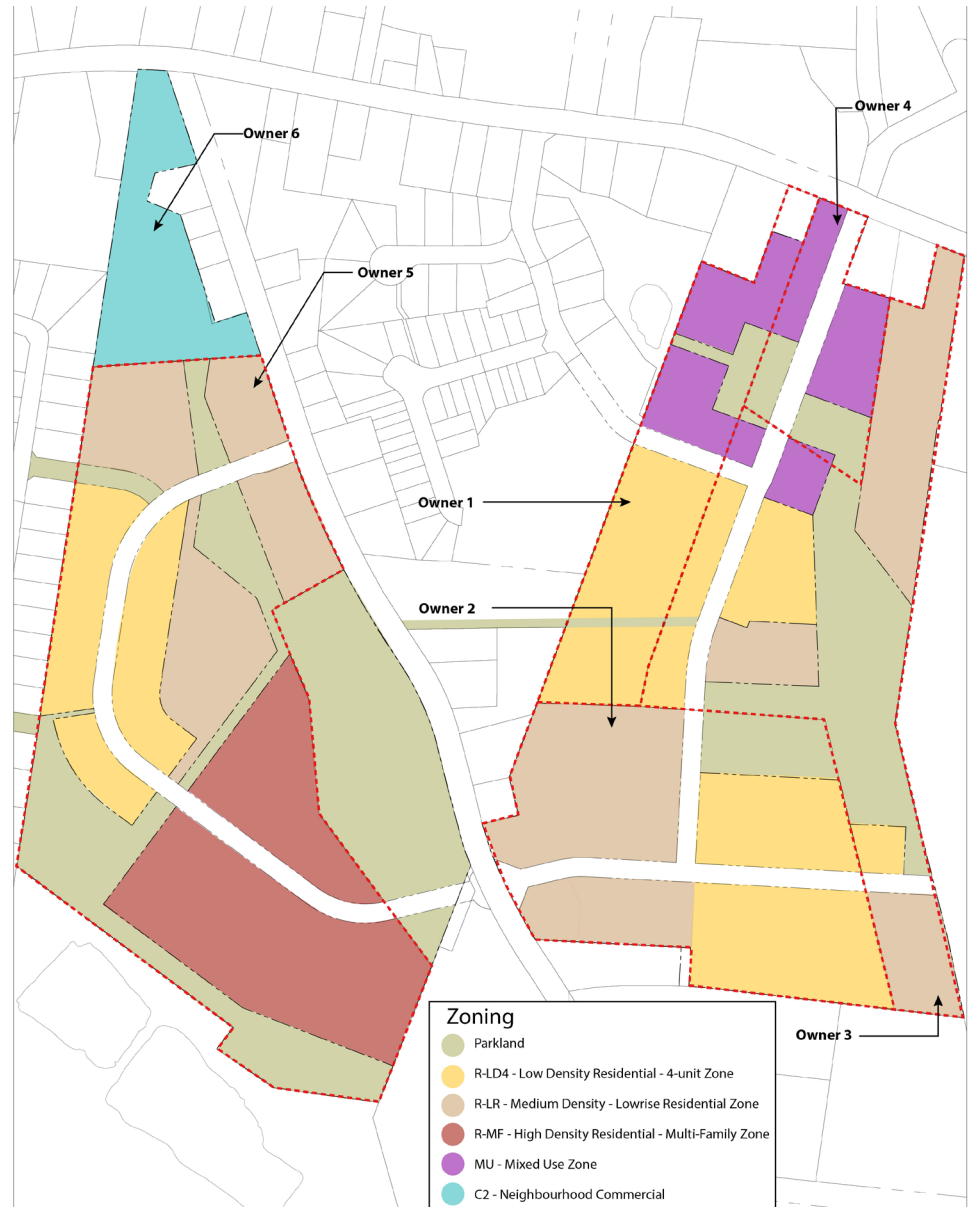 Owner 4
Owner 6
Owner 5
Owner 1
Owner 2
Owner 3
Zoning
Parkland
R-LD4 - Low Density Residential - 4-unit Zone
R-LR - Medium Density - Lowrise Residential Zone
R-MF - High Density Residential - Multi-Family Zone
MU - Mixed Use Zone
C2 - Neighbourhood Commercial